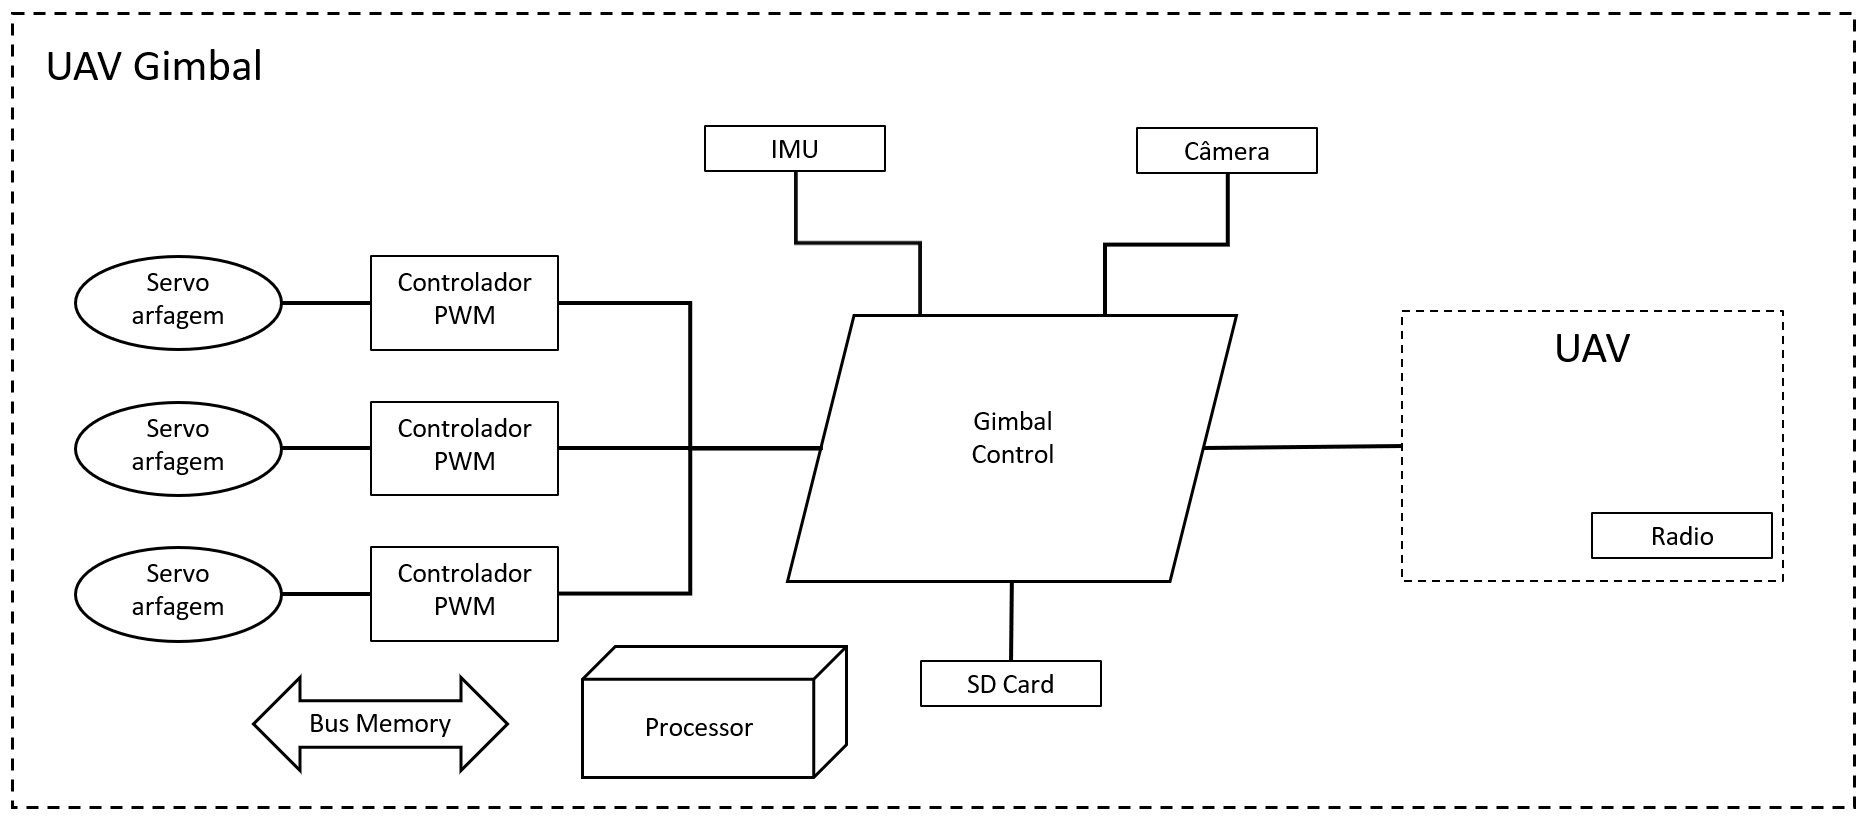 UAV Gimbal
IMU
Câmera
Servo
arfagem
Controlador
PWM
UAV
Servo
arfagem
Controlador
PWM
Gimbal
Control
Radio
Servo
arfagem
Controlador
PWM
SD Card
Bus Memory
Processor